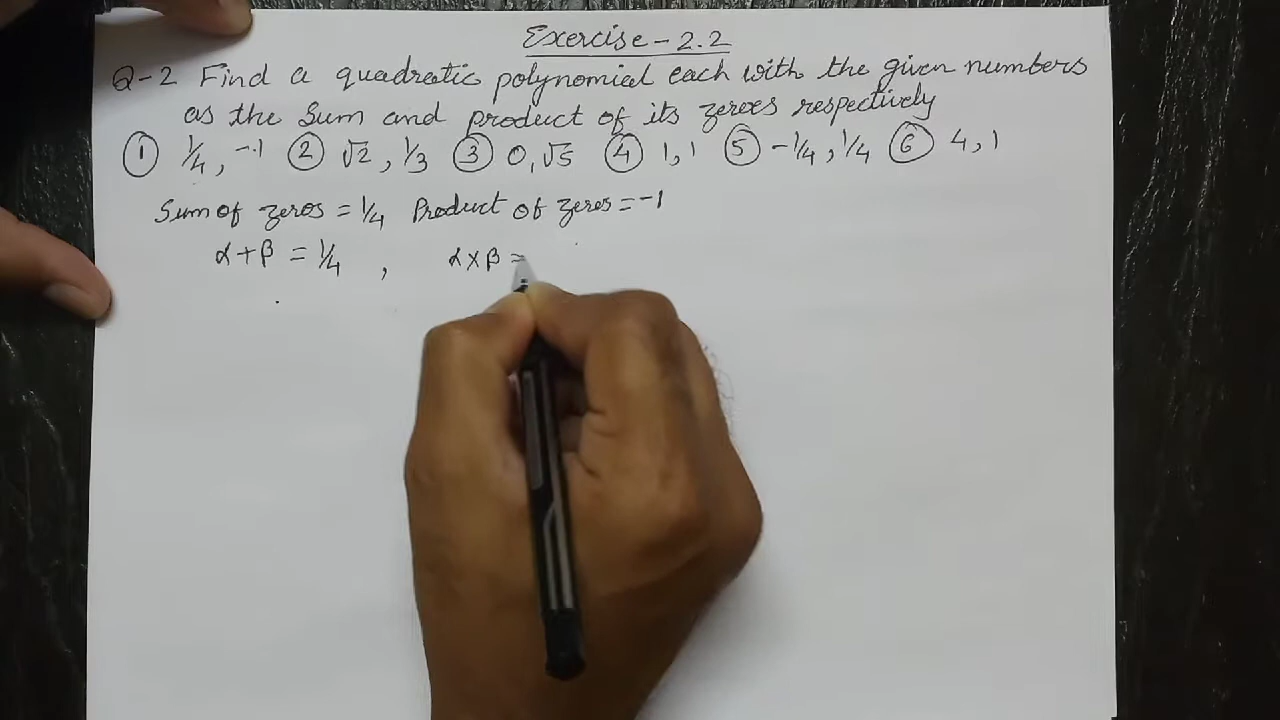 Exercise - 2.2
Q-2 Find a quadratic polynomial each with the given numbers
as the Sum and product of its zeroes respectively
① 1/4, -1 ② √2, 1/3 ③ 0, √5 ④ 1, 1 ⑤ -1/4, 1/4 ⑥ 4, 1
Sum of zeros = 1/4 Product of zeros = -1
α + β = 1/4 , α × β =